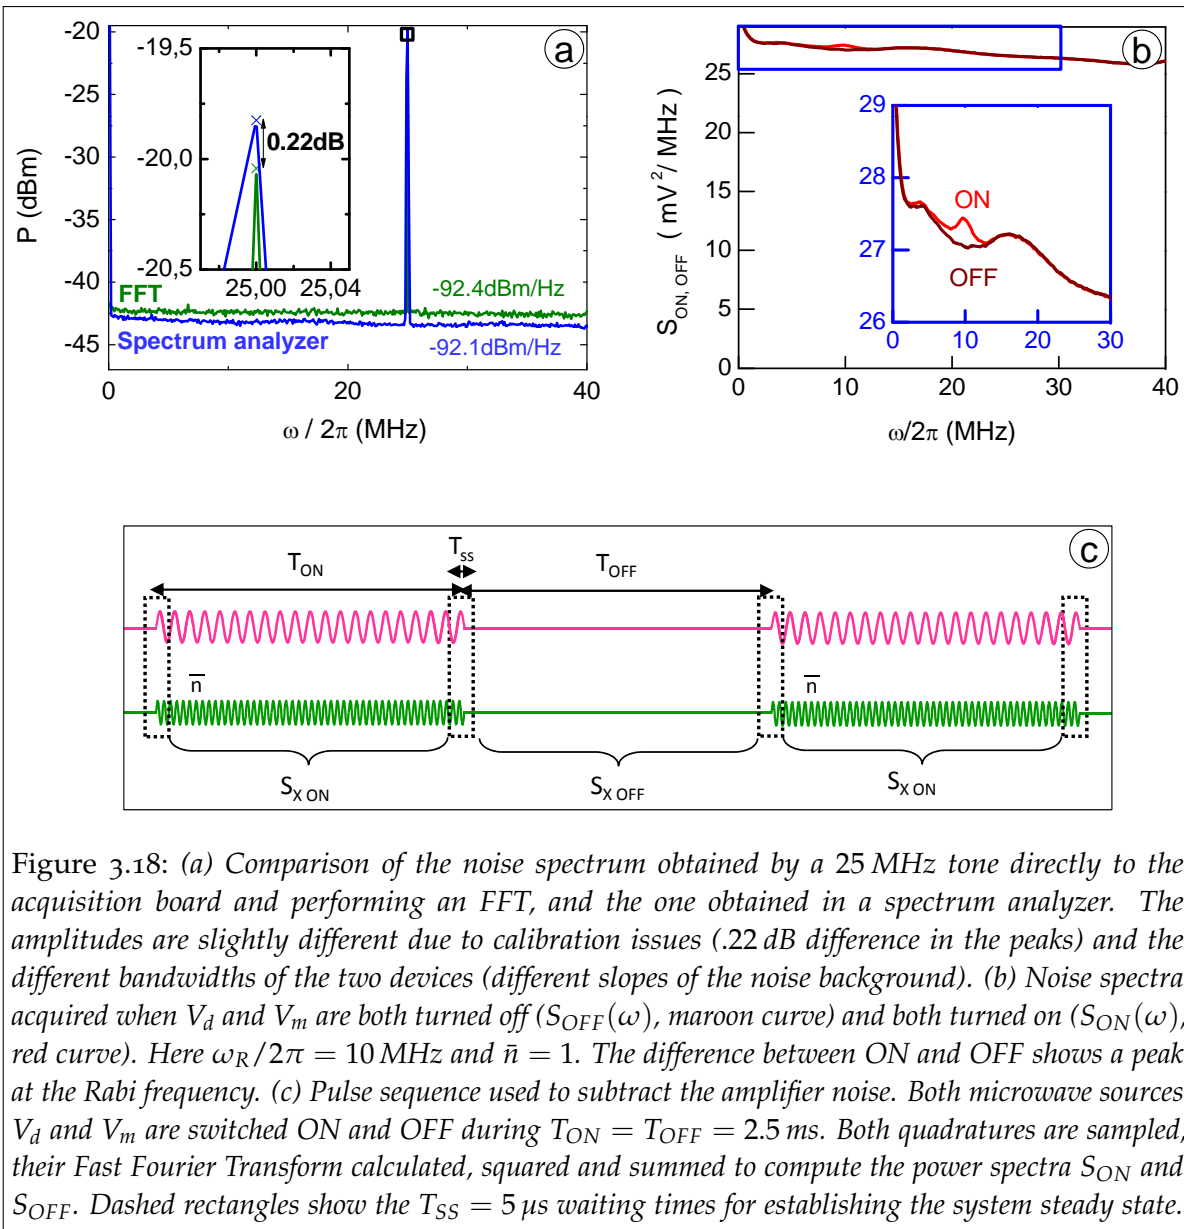 -20
-25
-30
-35
-40
-45
P (dBm)
-19,5
-20,0
-20,5
25,00 25,04
0.22dB
a
FFT
-92.4dBm/Hz
Spectrum analyzer
-92.1dBm/Hz
0 20 40
ω / 2π (MHz)
b
25
20
15
10
5
0
S_ON, OFF ( mV²/ MHz)
29
28
27
26
ON
OFF
0 10 20 30
0 10 20 30 40
ω/2π (MHz)
c
T_ON T_SS T_OFF
n̄ n̄
S_X ON S_X OFF S_X ON
Figure 3.18: (a) Comparison of the noise spectrum obtained by a 25 MHz tone directly to the
acquisition board and performing an FFT, and the one obtained in a spectrum analyzer. The
amplitudes are slightly different due to calibration issues (.22 dB difference in the peaks) and the
different bandwidths of the two devices (different slopes of the noise background). (b) Noise spectra
acquired when V_d and V_m are both turned off (S_OFF(ω), maroon curve) and both turned on (S_ON(ω),
red curve). Here ω_R/2π = 10 MHz and n̄ = 1. The difference between ON and OFF shows a peak
at the Rabi frequency. (c) Pulse sequence used to subtract the amplifier noise. Both microwave sources
V_d and V_m are switched ON and OFF during T_ON = T_OFF = 2.5 ms. Both quadratures are sampled,
their Fast Fourier Transform calculated, squared and summed to compute the power spectra S_ON and
S_OFF. Dashed rectangles show the T_SS = 5 μs waiting times for establishing the system steady state.